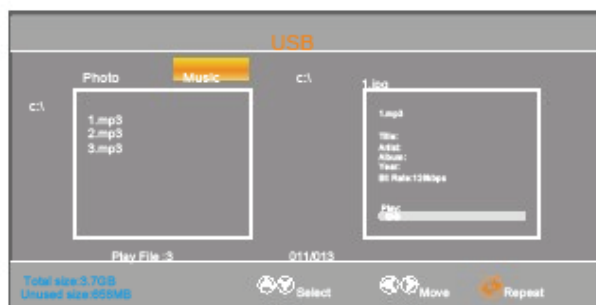 USB
Photo Music c:\ 1.jpg
c:\
1.mp3
2.mp3
3.mp3
1.mp3
Title:
Artist:
Album:
Year:
Bit Rate:128kbps
Play:
Play File :3 011/013
Total size:3.7GB
Unused size:656MB
Select
Move
Repeat